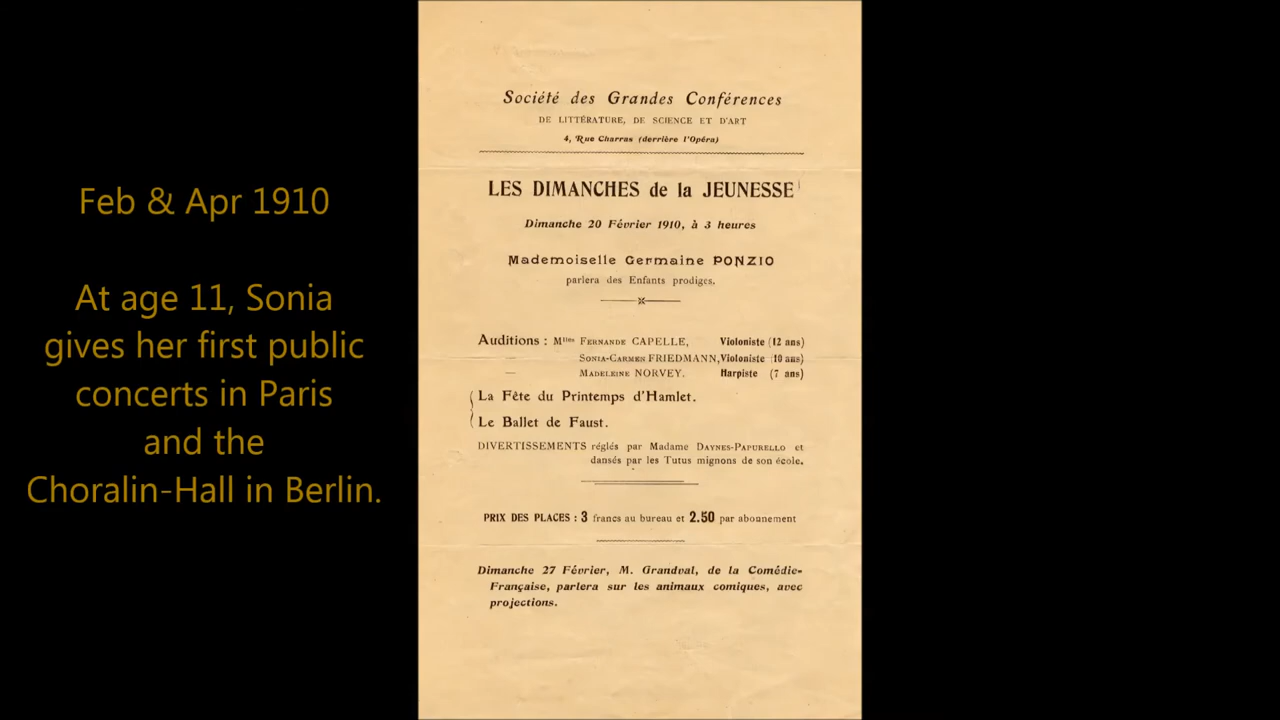 Feb & Apr 1910
At age 11, Sonia
gives her first public
concerts in Paris
and the
Choralin-Hall in Berlin.
Société des Grandes Conférences
DE LITTÉRATURE, DE SCIENCE ET D'ART
4, Rue Charras (derrière l'Opéra)
LES DIMANCHES de la JEUNESSE
Dimanche 20 Février 1910, à 3 heures
Mademoiselle Germaine PONZIO
parlera des Enfants prodiges.
Auditions : Mlles FERNANDE CAPELLE, Violoniste (12 ans)
— SONIA-CARMEN FRIEDMANN, Violoniste (10 ans)
— MADELEINE NORVEY. Harpiste (7 ans)
La Fête du Printemps d'Hamlet.
Le Ballet de Faust.
DIVERTISSEMENTS réglés par Madame DAYNES-PAPURELLO et
dansés par les Tutus mignons de son école.
PRIX DES PLACES : 3 francs au bureau et 2.50 par abonnement
Dimanche 27 Février, M. Grandval, de la Comédie-
Française, parlera sur les animaux comiques, avec
projections.